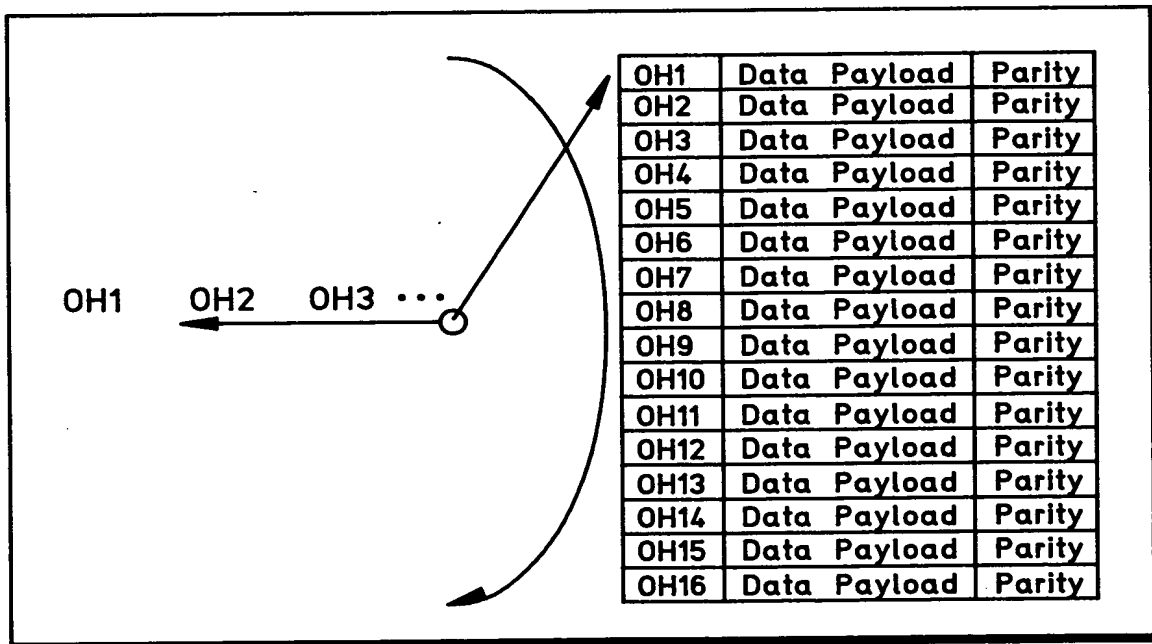 OH1 Data Payload Parity
OH2 Data Payload Parity
OH3 Data Payload Parity
OH4 Data Payload Parity
OH5 Data Payload Parity
OH6 Data Payload Parity
OH7 Data Payload Parity
OH1 OH2 OH3 ...
OH8 Data Payload Parity
OH9 Data Payload Parity
OH10 Data Payload Parity
OH11 Data Payload Parity
OH12 Data Payload Parity
OH13 Data Payload Parity
OH14 Data Payload Parity
OH15 Data Payload Parity
OH16 Data Payload Parity